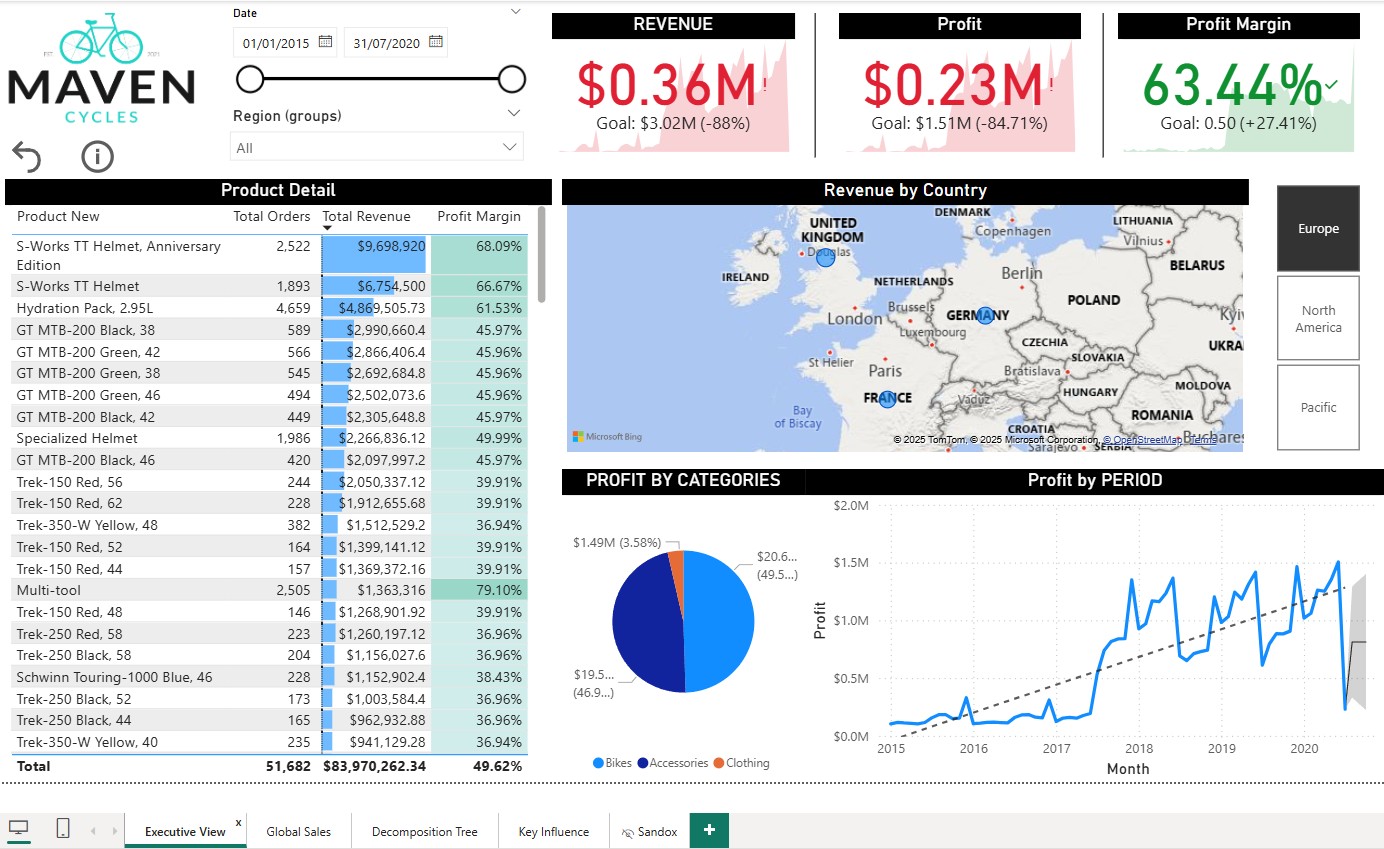 EST. 2021
MAVEN
CYCLES
Date
01/01/2015 31/07/2020
Region (groups)
All
REVENUE
$0.36M!
Goal: $3.02M (-88%)
Profit
$0.23M!
Goal: $1.51M (-84.71%)
Profit Margin
63.44%
Goal: 0.50 (+27.41%)
Product Detail
Product New Total Orders Total Revenue Profit Margin
S-Works TT Helmet, Anniversary Edition 2,522 $9,698,920 68.09%
S-Works TT Helmet 1,893 $6,754,500 66.67%
Hydration Pack, 2.95L 4,659 $4,869,505.73 61.53%
GT MTB-200 Black, 38 589 $2,990,660.4 45.97%
GT MTB-200 Green, 42 566 $2,866,406.4 45.96%
GT MTB-200 Green, 38 545 $2,692,684.8 45.96%
GT MTB-200 Green, 46 494 $2,502,073.6 45.96%
GT MTB-200 Black, 42 449 $2,305,648.8 45.97%
Specialized Helmet 1,986 $2,266,836.12 49.99%
GT MTB-200 Black, 46 420 $2,097,997.2 45.97%
Trek-150 Red, 56 244 $2,050,337.12 39.91%
Trek-150 Red, 62 228 $1,912,655.68 39.91%
Trek-350-W Yellow, 48 382 $1,512,529.2 36.94%
Trek-150 Red, 52 164 $1,399,141.12 39.91%
Trek-150 Red, 44 157 $1,369,372.16 39.91%
Multi-tool 2,505 $1,363,316 79.10%
Trek-150 Red, 48 146 $1,268,901.92 39.91%
Trek-250 Red, 58 223 $1,260,197.12 36.96%
Trek-250 Black, 58 204 $1,156,027.6 36.96%
Schwinn Touring-1000 Blue, 46 228 $1,152,902.4 38.43%
Trek-250 Black, 52 173 $1,003,584.4 36.96%
Trek-250 Black, 44 165 $962,932.88 36.96%
Trek-350-W Yellow, 40 235 $941,129.28 36.94%
Total 51,682 $83,970,262.34 49.62%
Revenue by Country
DENMARK
UNITED
KINGDOM
Copenhagen
LITHUANIA
Vilnius
Douglas
BELARUS
IRELAND
Berlin
NETHERLANDS
POLAND
London
Brussels
GERMANY
Kyiv
Luxembourg
CZECHIA
UKRA
SLOVAKIA
St Helier
Paris
Bratislava
MOLDOVA
FRANCE
Vaduz
HUNGARY
Bay
of Biscay
ROMANIA
CROATIA
Microsoft Bing
© 2025 TomTom, © 2025 Microsoft Corporation, © OpenStreetMap Terms
Sarajevo
SERBIA
Bucharest
Europe
North
America
Pacific
PROFIT BY CATEGORIES
$1.49M (3.58%)
$20.6...
(49.5...)
$19.5...
(46.9...)
Bikes Accessories Clothing
Profit by PERIOD
$2.0M
$1.5M
$1.0M
$0.5M
$0.0M
Profit
2015 2016 2017 2018 2019 2020
Month
Executive View x Global Sales Decomposition Tree Key Influence Sandox +